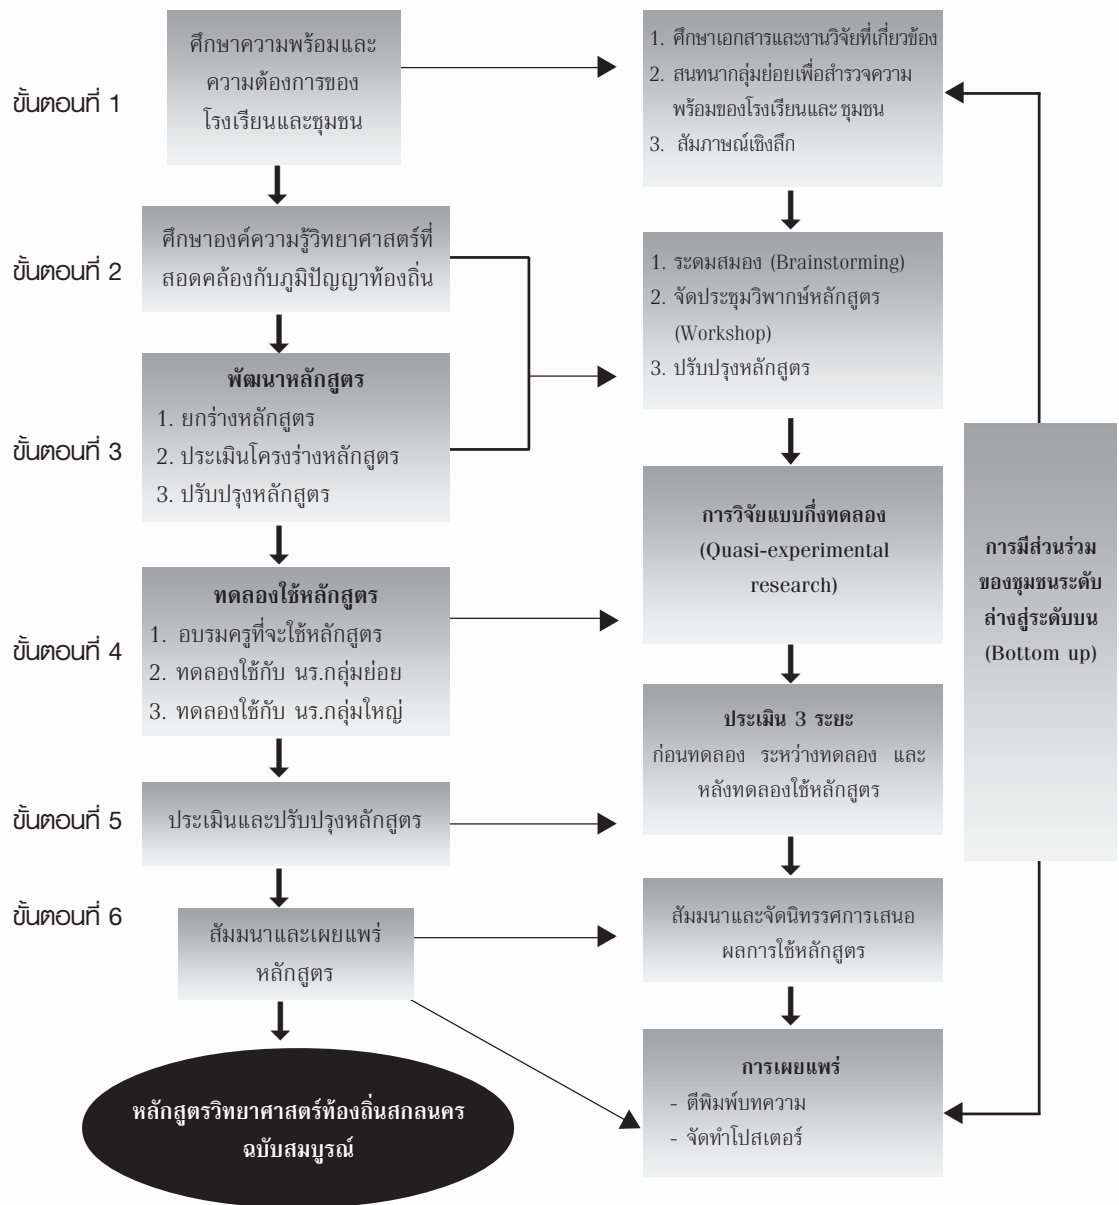 ขั้นตอนที่ 1
ศึกษาความพร้อมและ
ความต้องการของ
โรงเรียนและชุมชน
1. ศึกษาเอกสารและงานวิจัยที่เกี่ยวข้อง
2. สนทนากลุ่มย่อยเพื่อสำรวจความ
พร้อมของโรงเรียนและ ชุมชน
3. สัมภาษณ์เชิงลึก
ขั้นตอนที่ 2
ศึกษาองค์ความรู้วิทยาศาสตร์ที่
สอดคล้องกับภูมิปัญญาท้องถิ่น
1. ระดมสมอง (Brainstorming)
2. จัดประชุมวิพากษ์หลักสูตร
(Workshop)
3. ปรับปรุงหลักสูตร
ขั้นตอนที่ 3
พัฒนาหลักสูตร
1. ยกร่างหลักสูตร
2. ประเมินโครงร่างหลักสูตร
3. ปรับปรุงหลักสูตร
การวิจัยแบบกึ่งทดลอง
(Quasi-experimental
research)
การมีส่วนร่วม
ของชุมชนระดับ
ล่างสู่ระดับบน
(Bottom up)
ขั้นตอนที่ 4
ทดลองใช้หลักสูตร
1. อบรมครูที่จะใช้หลักสูตร
2. ทดลองใช้กับ นร.กลุ่มย่อย
3. ทดลองใช้กับ นร.กลุ่มใหญ่
ประเมิน 3 ระยะ
ก่อนทดลอง ระหว่างทดลอง และ
หลังทดลองใช้หลักสูตร
ขั้นตอนที่ 5
ประเมินและปรับปรุงหลักสูตร
ขั้นตอนที่ 6
สัมมนาและเผยแพร่
หลักสูตร
สัมมนาและจัดนิทรรศการเสนอ
ผลการใช้หลักสูตร
การเผยแพร่
- ตีพิมพ์บทความ
- จัดทำโปสเตอร์
หลักสูตรวิทยาศาสตร์ท้องถิ่นสกลนคร
ฉบับสมบูรณ์